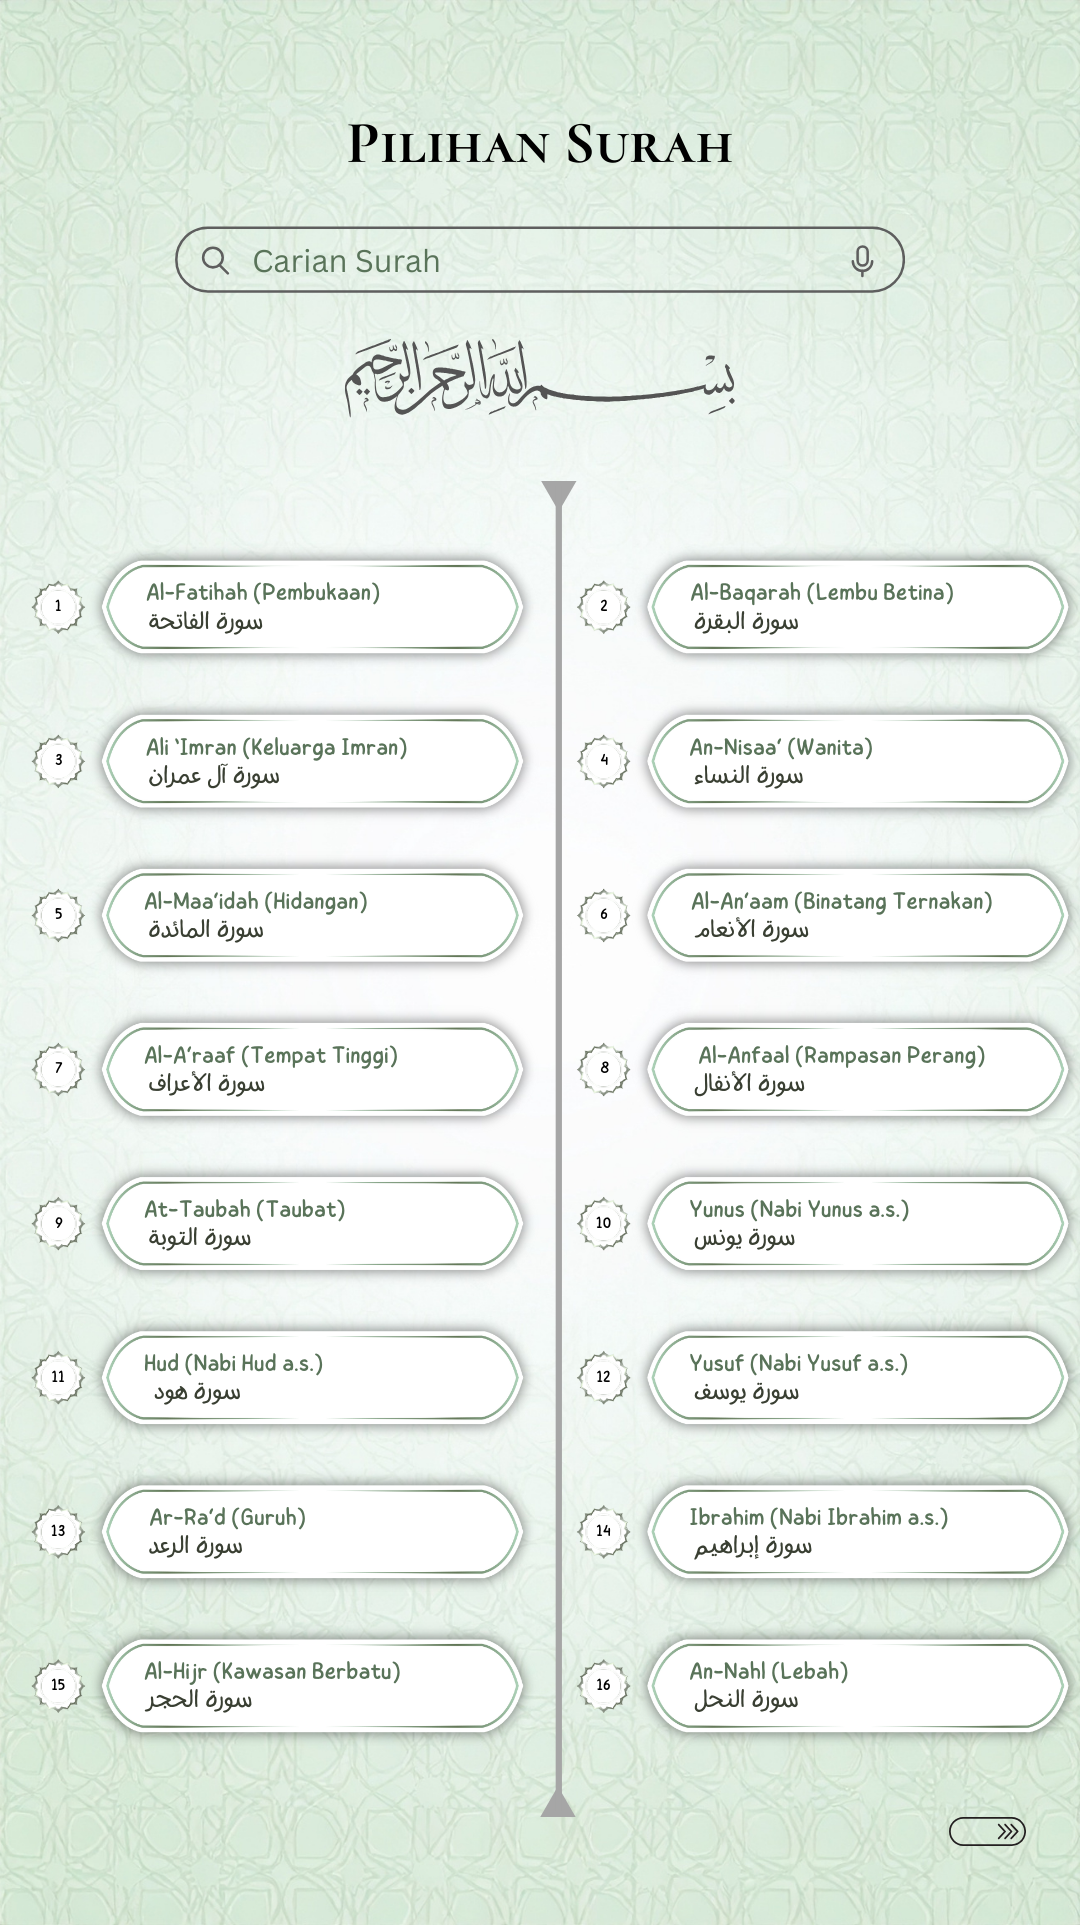 Pilihan Surah
Carian Surah
بسم الله الرحمن الرحيم
1
Al-Fatihah (Pembukaan)
سورة الفاتحة
2
Al-Baqarah (Lembu Betina)
سورة البقرة
3
Ali ‘Imran (Keluarga Imran)
سورة آل عمران
4
An-Nisaa’ (Wanita)
سورة النساء
5
Al-Maa’idah (Hidangan)
سورة المائدة
6
Al-An’aam (Binatang Ternakan)
سورة الأنعام
7
Al-A’raaf (Tempat Tinggi)
سورة الأعراف
8
Al-Anfaal (Rampasan Perang)
سورة الأنفال
9
At-Taubah (Taubat)
سورة التوبة
10
Yunus (Nabi Yunus a.s.)
سورة يونس
11
Hud (Nabi Hud a.s.)
سورة هود
12
Yusuf (Nabi Yusuf a.s.)
سورة يوسف
13
Ar-Ra’d (Guruh)
سورة الرعد
14
Ibrahim (Nabi Ibrahim a.s.)
سورة إبراهيم
15
Al-Hijr (Kawasan Berbatu)
سورة الحجر
16
An-Nahl (Lebah)
سورة النحل